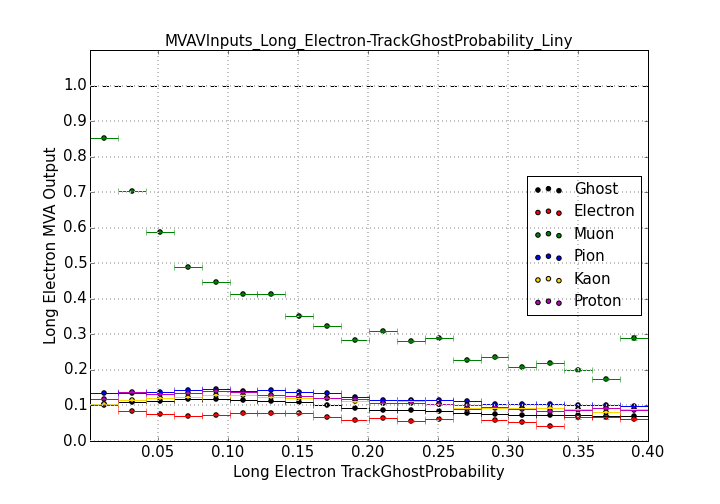 MVAVInputs_Long_Electron-TrackGhostProbability_Liny
Long Electron MVA Output
1.0
0.9
0.8
0.7
0.6
0.5
0.4
0.3
0.2
0.1
0.0
Ghost
Electron
Muon
Pion
Kaon
Proton
0.05 0.10 0.15 0.20 0.25 0.30 0.35 0.40
Long Electron TrackGhostProbability